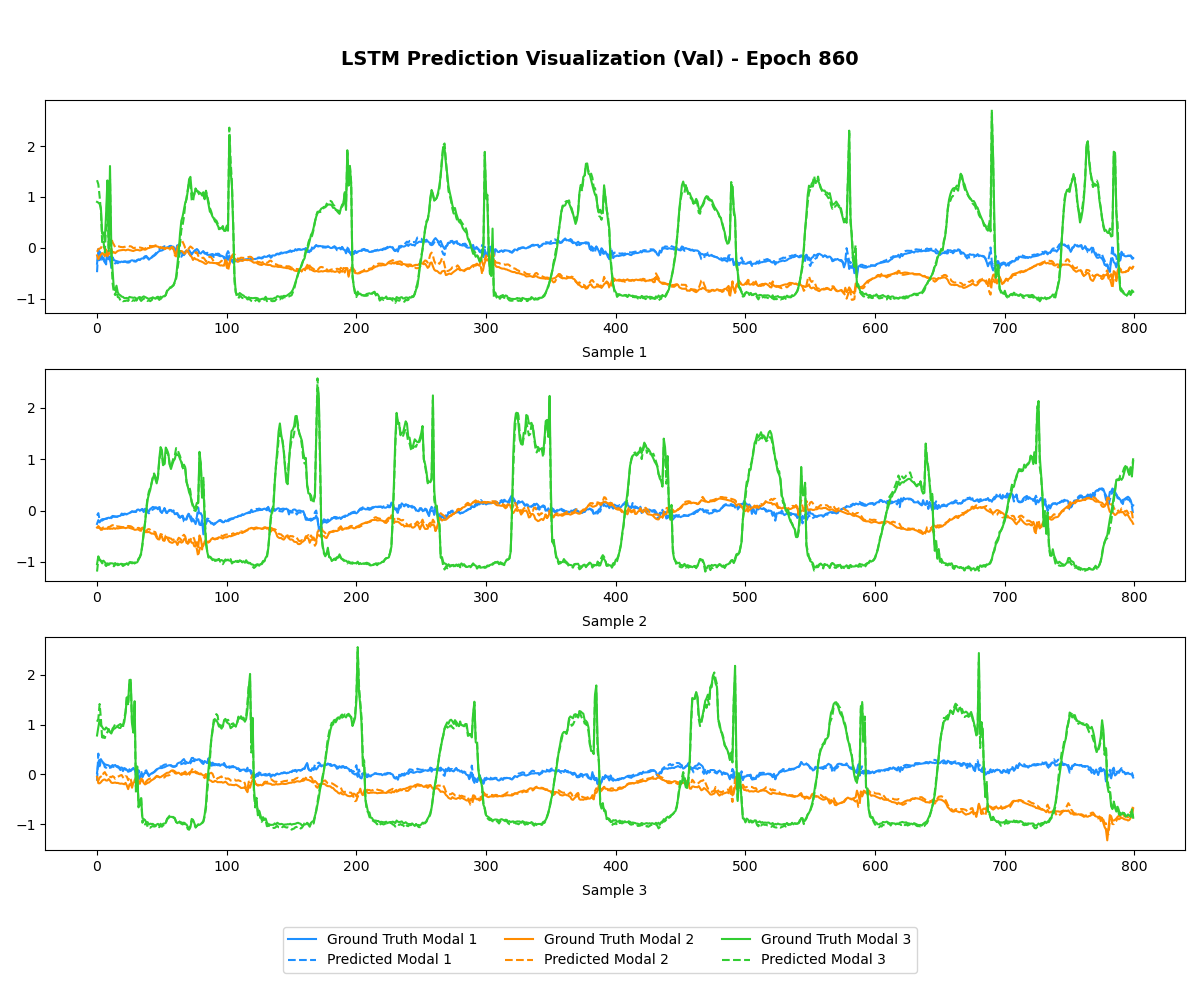 LSTM Prediction Visualization (Val) - Epoch 860
2
1
0
−1
0 100 200 300 400 500 600 700 800
Sample 1
2
1
0
−1
0 100 200 300 400 500 600 700 800
Sample 2
2
1
0
−1
0 100 200 300 400 500 600 700 800
Sample 3
Ground Truth Modal 1 Ground Truth Modal 2 Ground Truth Modal 3
Predicted Modal 1 Predicted Modal 2 Predicted Modal 3